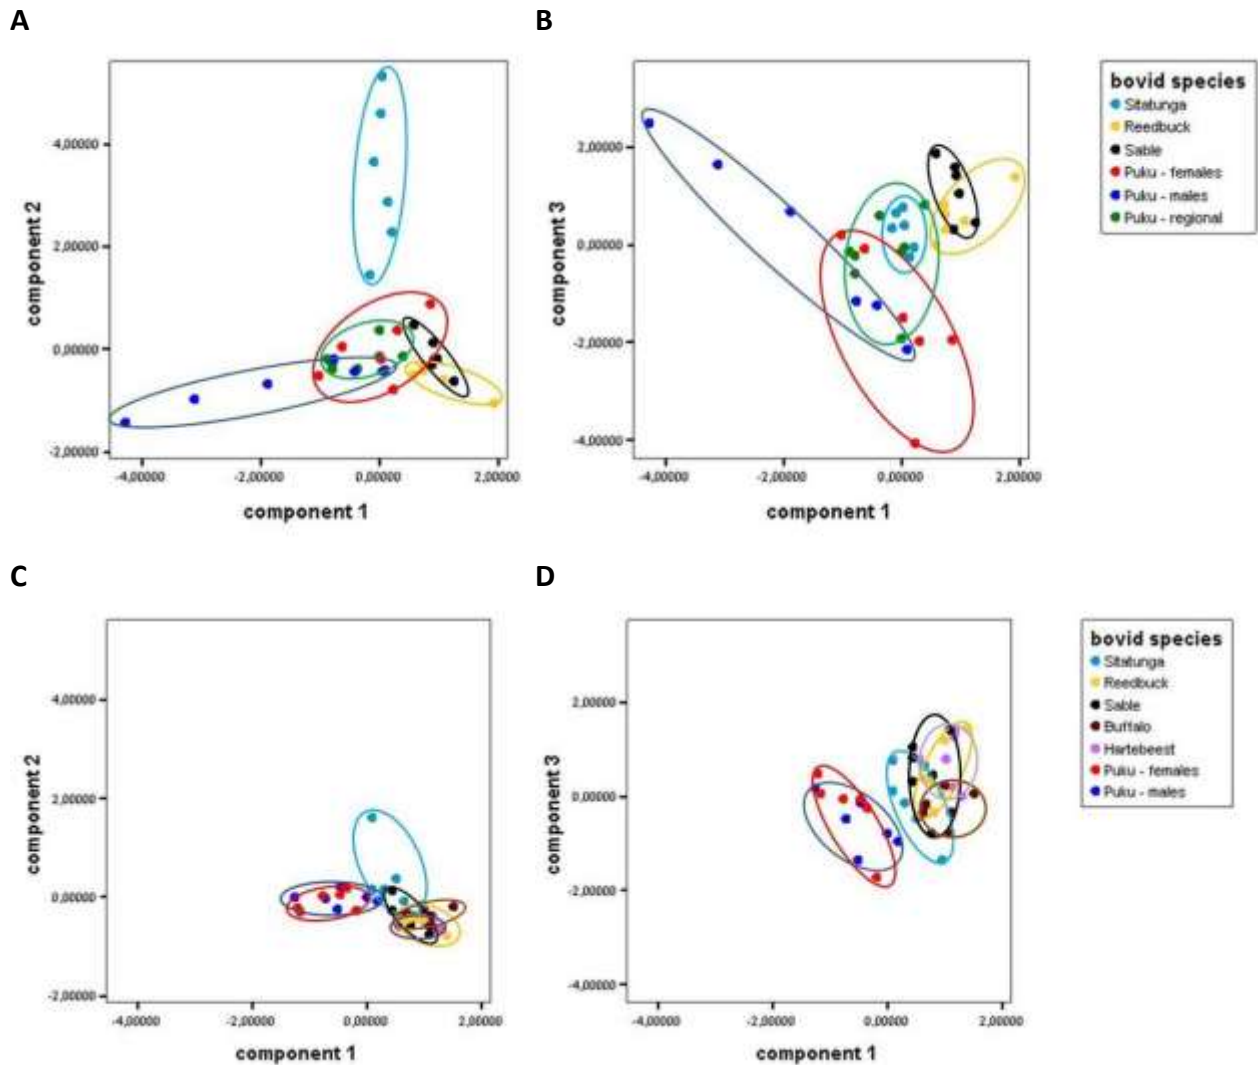 A
B
component 2
4,00000
2,00000
0,00000
-2,00000
-4,00000
-2,00000
0,00000
2,00000
component 1
component 3
2,00000
0,00000
-2,00000
-4,00000
-4,00000
-2,00000
0,00000
2,00000
component 1
bovid species
Sitatunga
Reedbuck
Sable
Puku - females
Puku - males
Puku - regional
C
D
component 2
4,00000
2,00000
0,00000
-2,00000
-4,00000
-2,00000
0,00000
2,00000
component 1
component 3
2,00000
0,00000
-2,00000
-4,00000
-4,00000
-2,00000
0,00000
2,00000
component 1
bovid species
Sitatunga
Reedbuck
Sable
Buffalo
Hartebeest
Puku - females
Puku - males